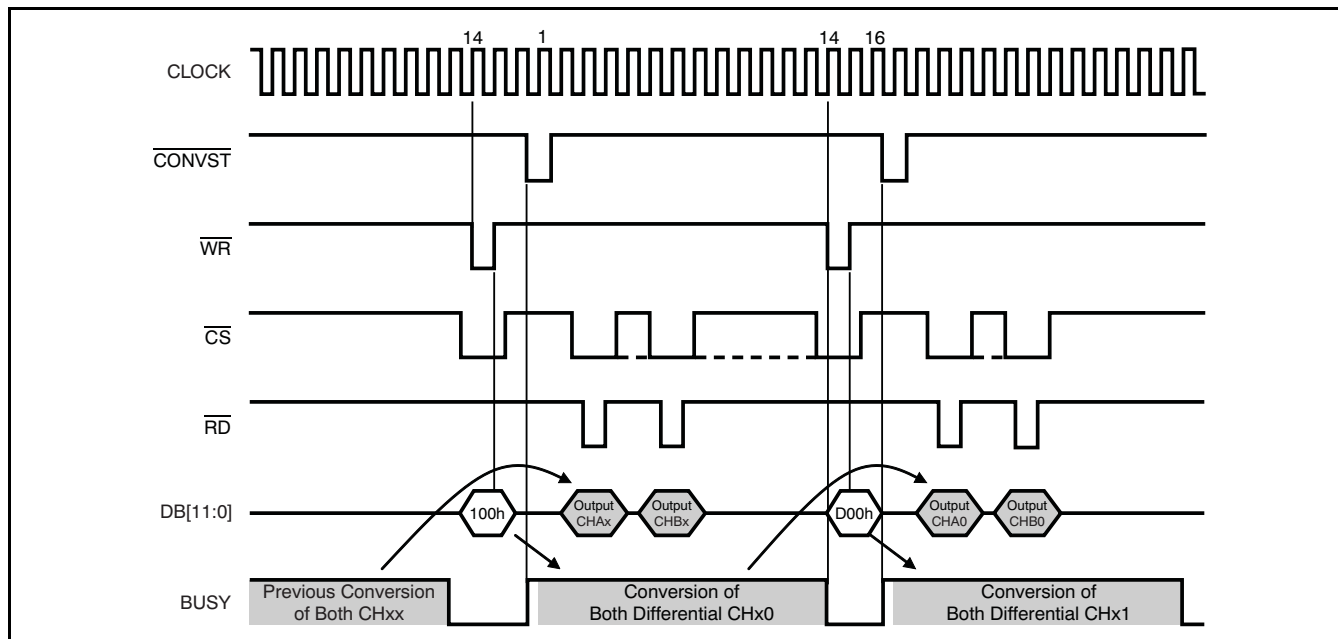 14 1 14 16
CLOCK
CONVST
WR
CS
RD
DB[11:0]
100h
Output
CHAx
Output
CHBx
D00h
Output
CHA0
Output
CHB0
BUSY
Previous Conversion
of Both CHxx
Conversion of
Both Differential CHx0
Conversion of
Both Differential CHx1